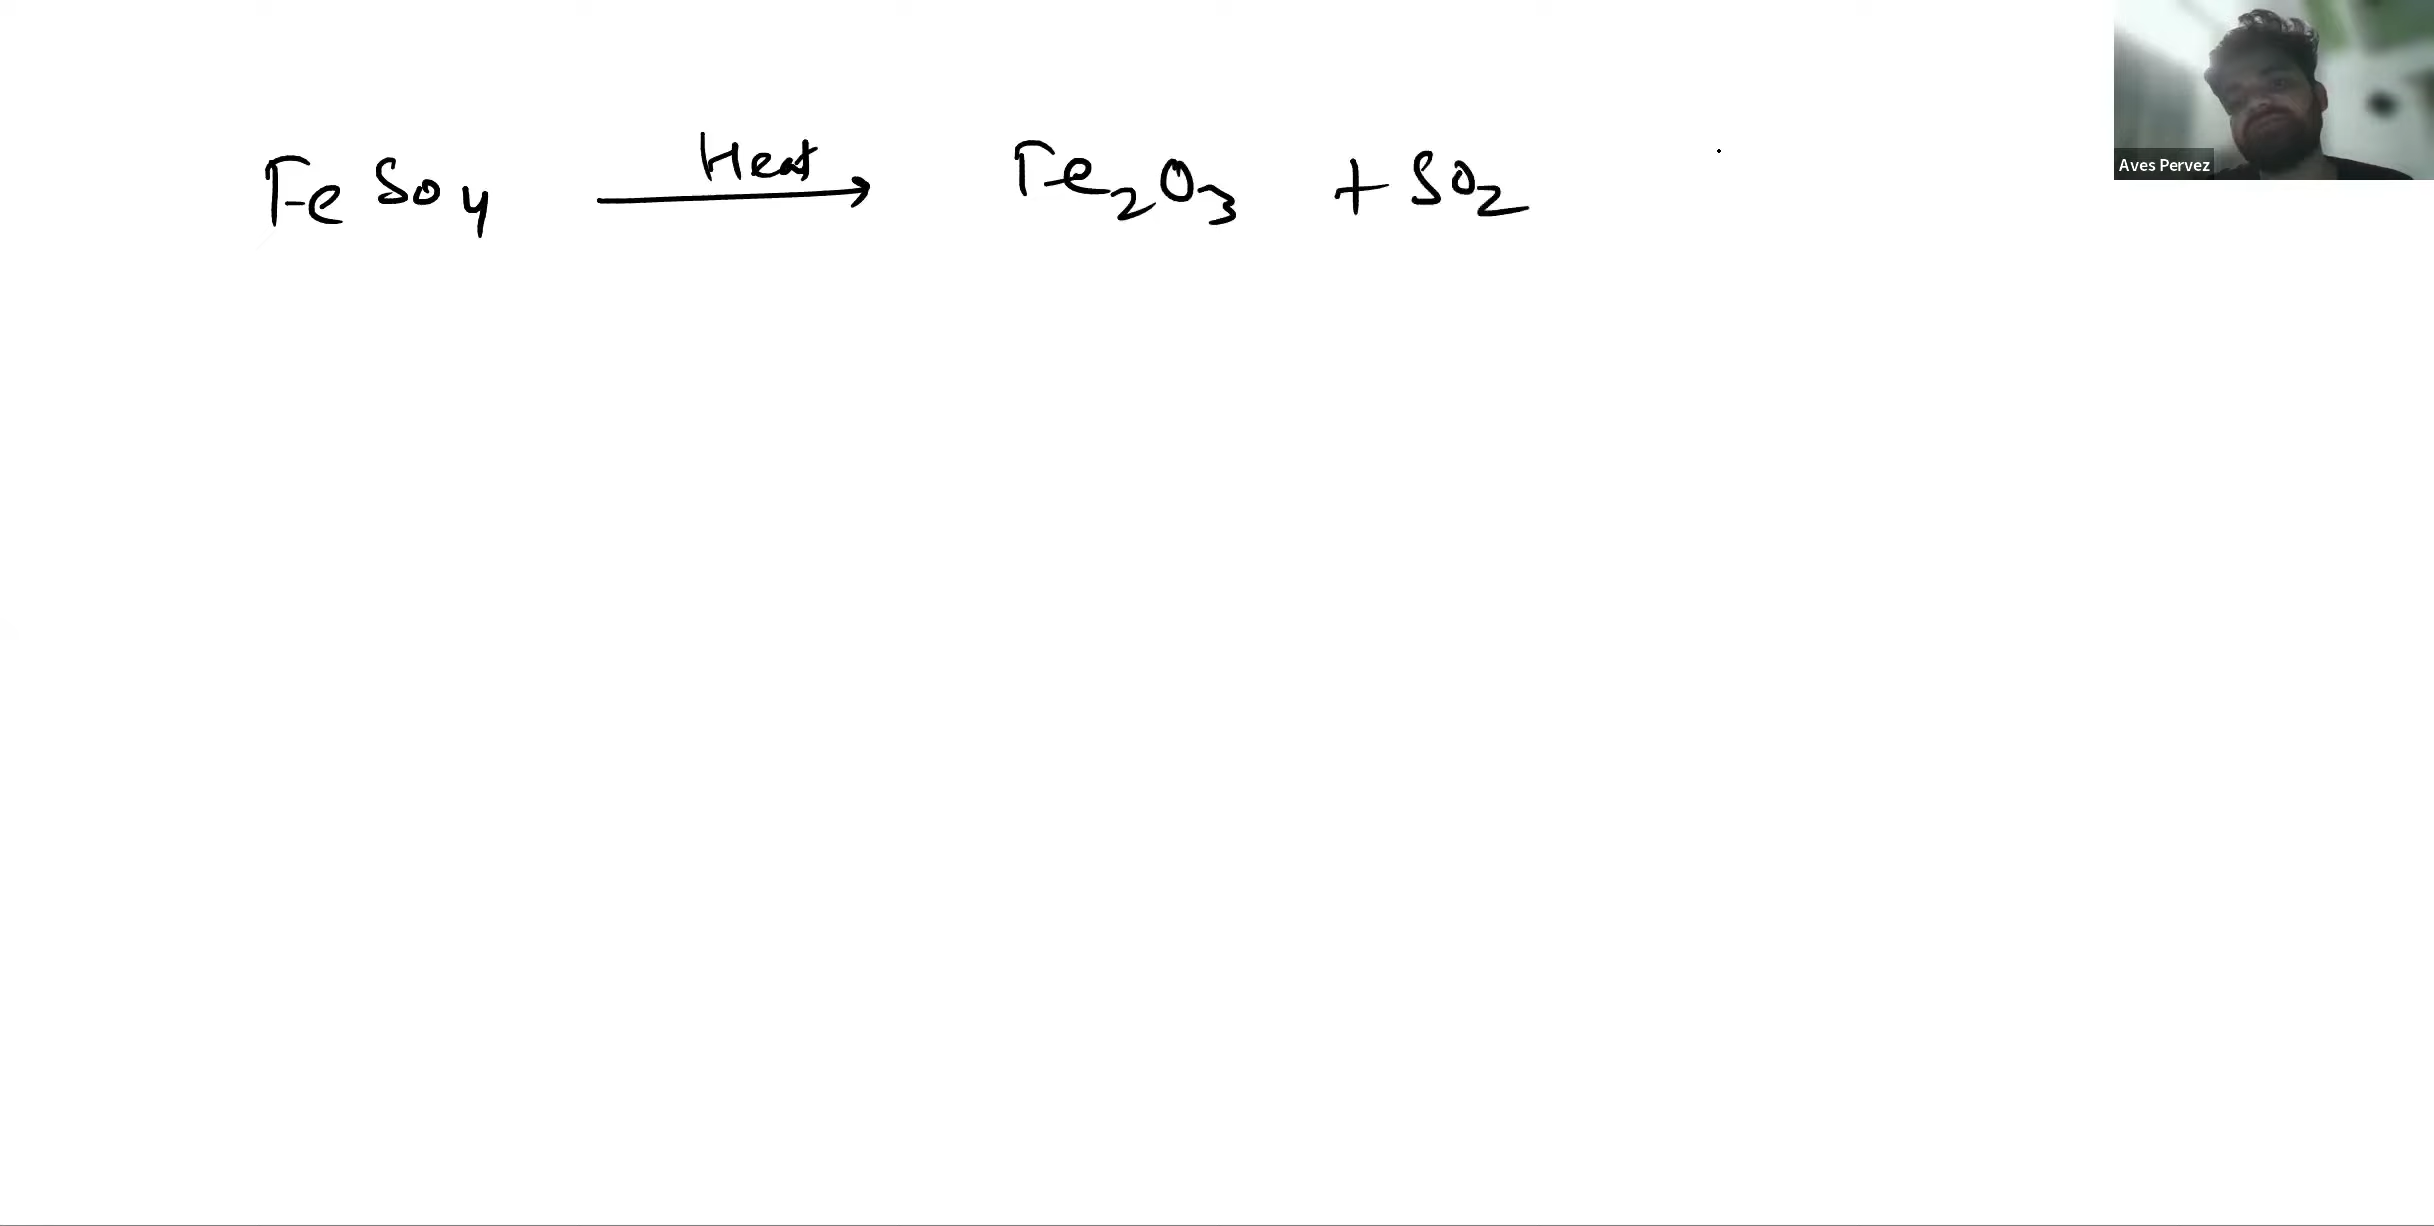 FeSO4 Heat → Fe2O3 + SO2
Aves Pervez